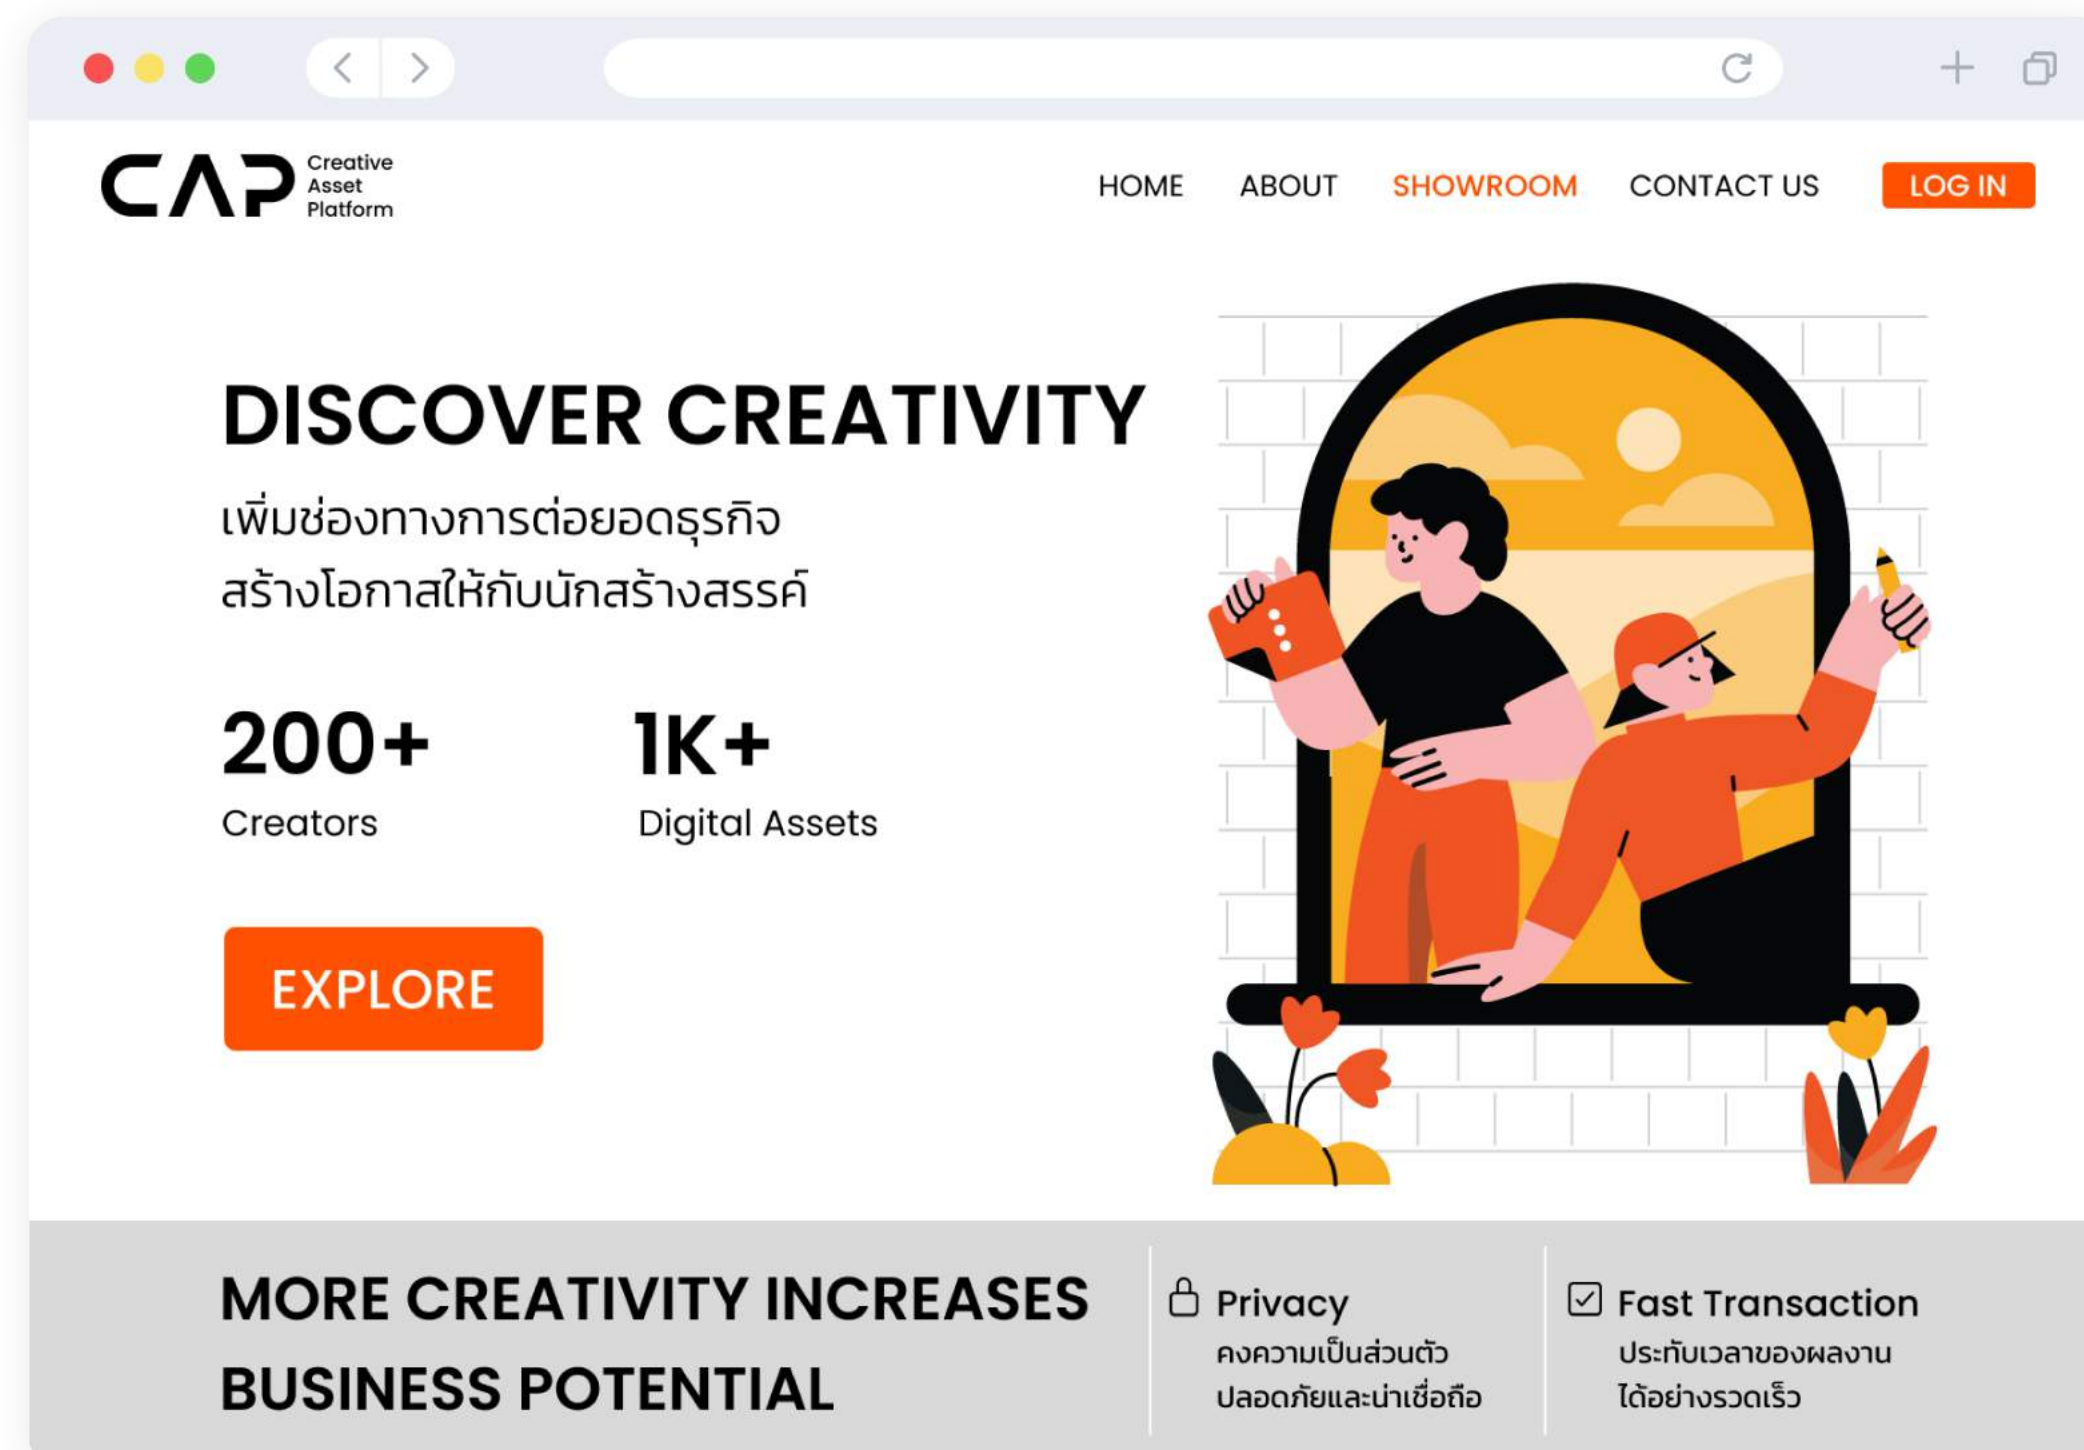 CAP
Creative
Asset
Platform
HOME
ABOUT
SHOWROOM
CONTACT US
LOG IN
DISCOVER CREATIVITY
เพิ่มช่องทางการต่อยอดธุรกิจ
สร้างโอกาสให้กับนักสร้างสรรค์
200+
Creators
1K+
Digital Assets
EXPLORE
MORE CREATIVITY INCREASES
BUSINESS POTENTIAL
Privacy
คงความเป็นส่วนตัว
ปลอดภัยและน่าเชื่อถือ
Fast Transaction
ประทับเวลาของผลงาน
ได้อย่างรวดเร็ว